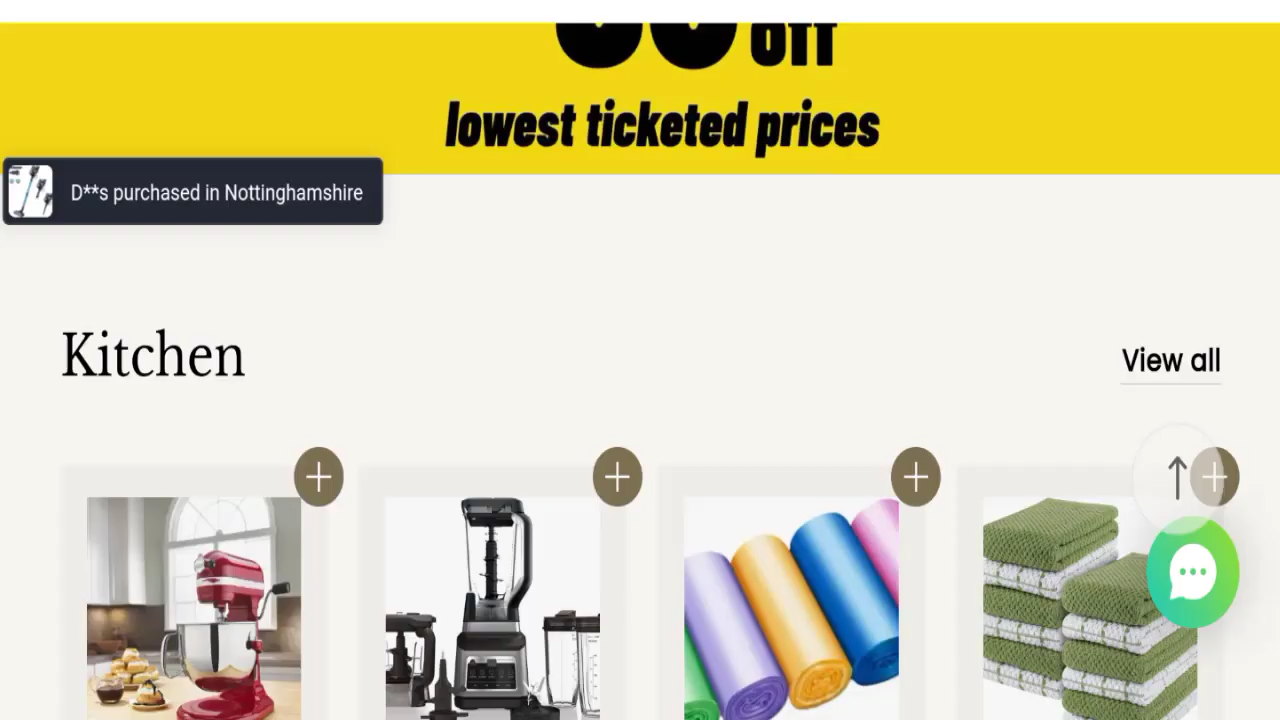 off
lowest ticketed prices
D**s purchased in Nottinghamshire
Kitchen
View all